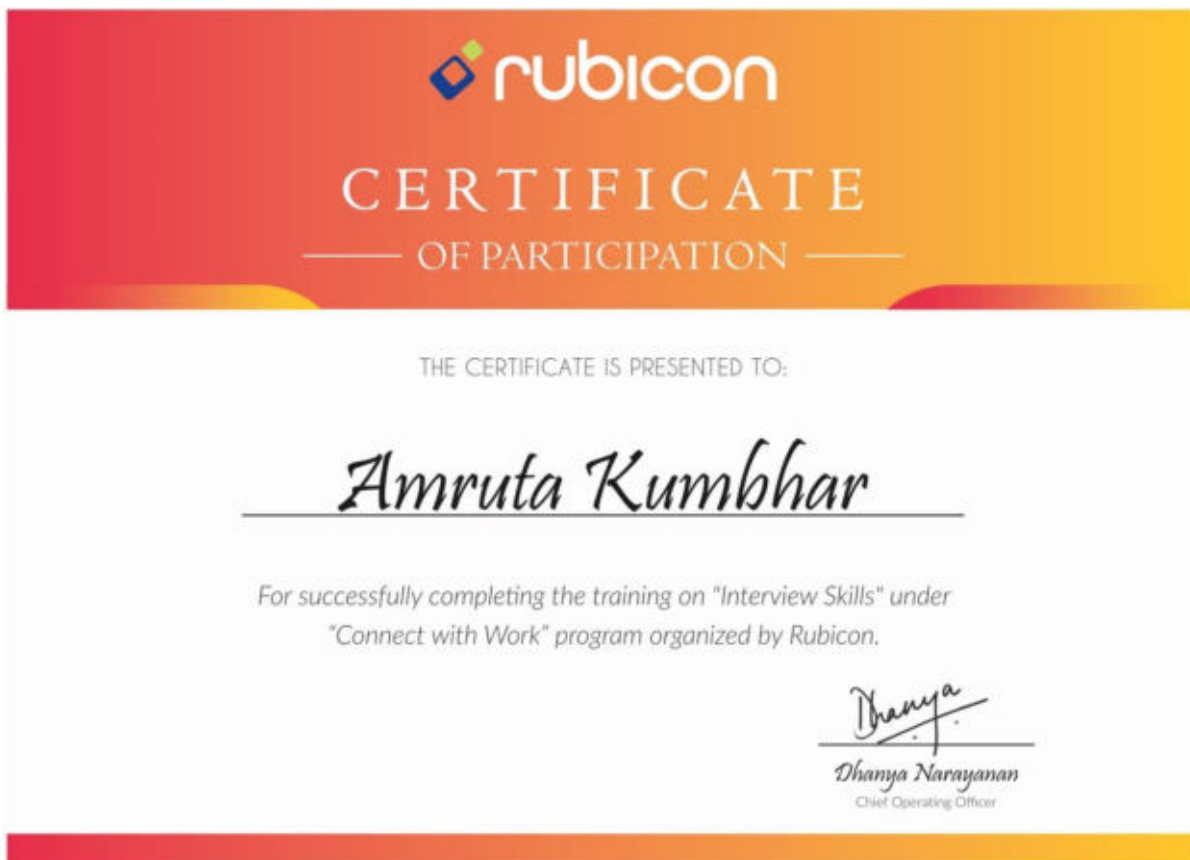 rubicon
CERTIFICATE
OF PARTICIPATION
THE CERTIFICATE IS PRESENTED TO:
Amruta Kumbhar
For successfully completing the training on "Interview Skills" under
"Connect with Work" program organized by Rubicon.
Dhanya
Dhanya Narayanan
Chief Operating Officer